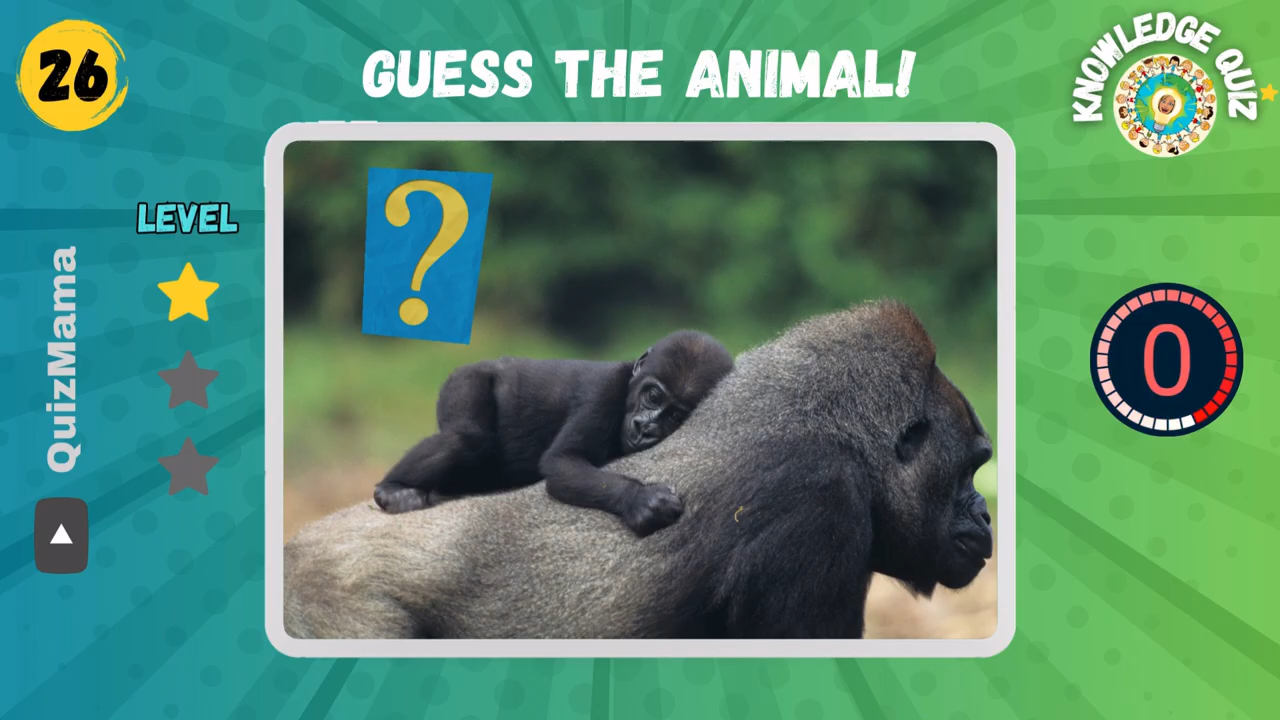 26
GUESS THE ANIMAL!
KNOWLEDGE QUIZ
LEVEL
?
QuizMama
0